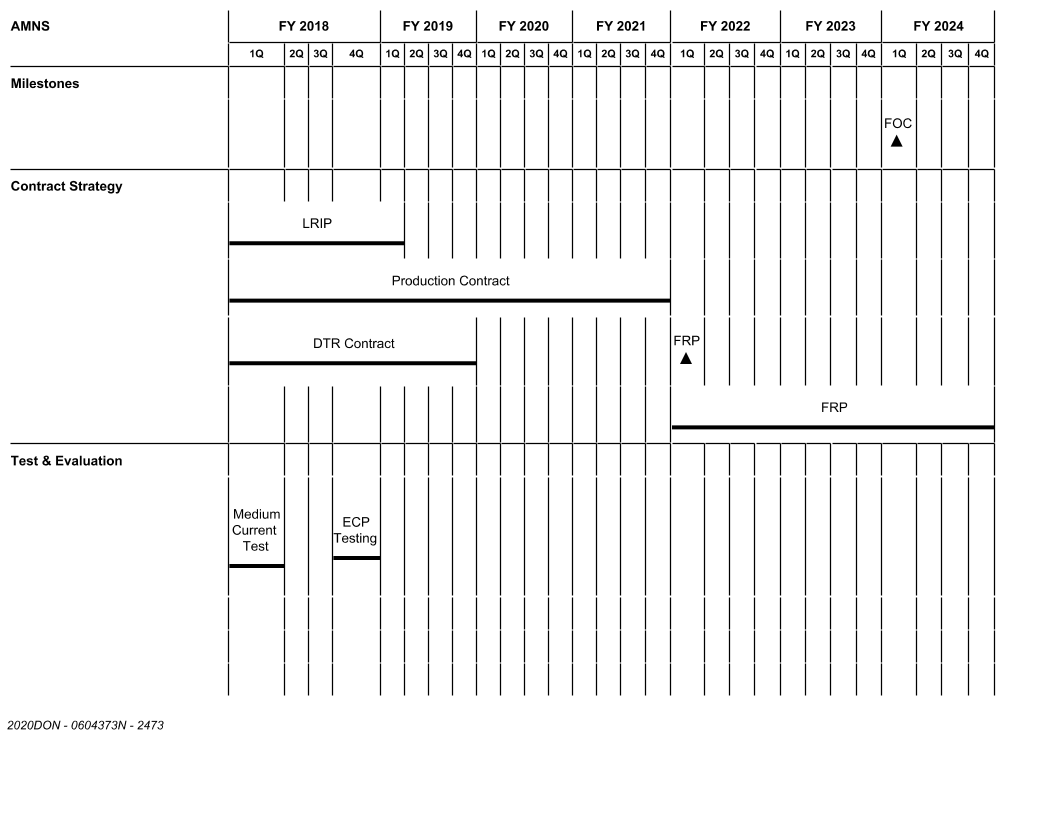 AMNS FY 2018 FY 2019 FY 2020 FY 2021 FY 2022 FY 2023 FY 2024
1Q 2Q 3Q 4Q 1Q 2Q 3Q 4Q 1Q 2Q 3Q 4Q 1Q 2Q 3Q 4Q 1Q 2Q 3Q 4Q 1Q 2Q 3Q 4Q 1Q 2Q 3Q 4Q
Milestones
FOC
Contract Strategy
LRIP
Production Contract
DTR Contract
FRP
FRP
Test & Evaluation
Medium
Current
Test
ECP
Testing
2020DON - 0604373N - 2473